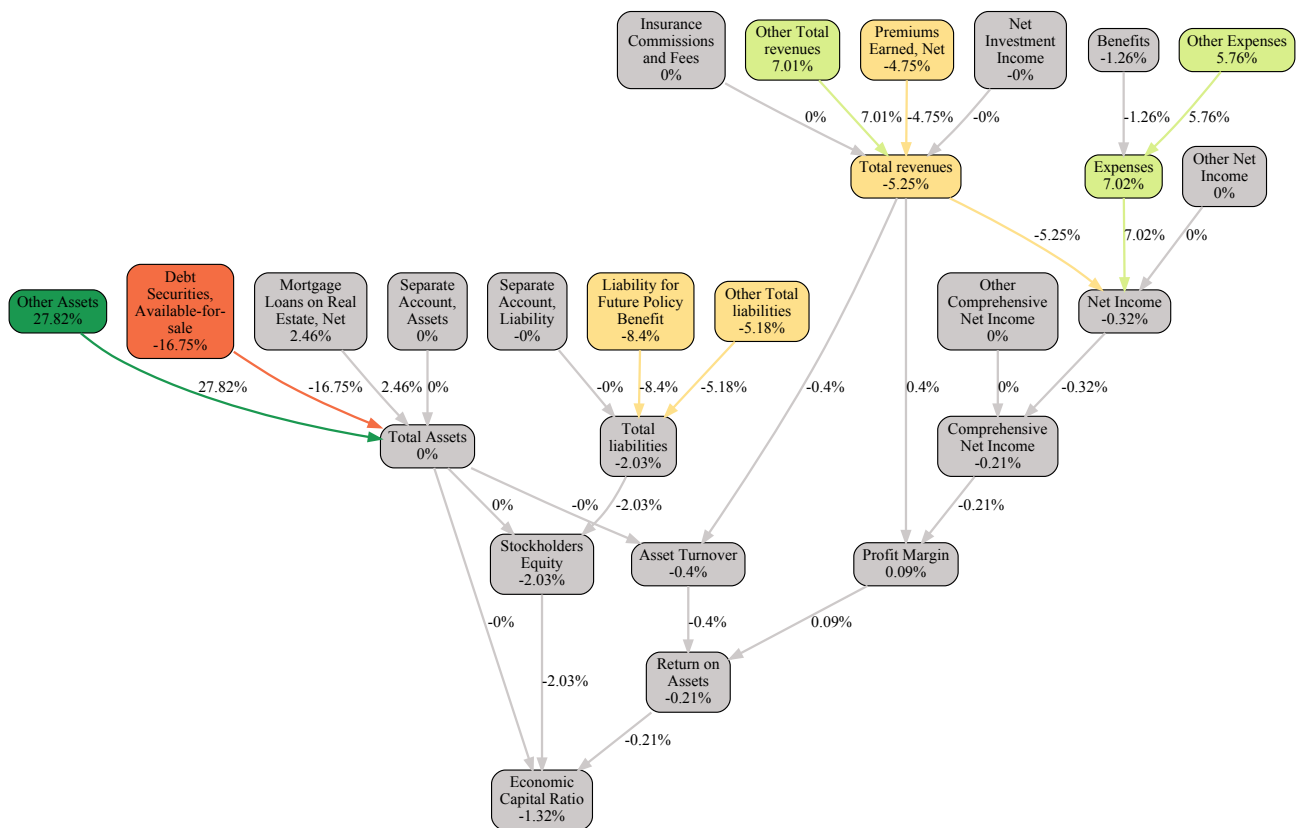 Insurance
Commissions
and Fees
0%
Other Total
revenues
7.01%
Premiums
Earned, Net
-4.75%
Net
Investment
Income
-0%
Benefits
-1.26%
Other Expenses
5.76%
0%
7.01%
-4.75%
-0%
-1.26%
5.76%
Total revenues
-5.25%
Expenses
7.02%
Other Net
Income
0%
-5.25%
7.02%
0%
Other Assets
27.82%
Debt
Securities,
Available-for-
sale
-16.75%
Mortgage
Loans on Real
Estate, Net
2.46%
Separate
Account,
Assets
0%
Separate
Account,
Liability
-0%
Liability for
Future Policy
Benefit
-8.4%
Other Total
liabilities
-5.18%
Other
Comprehensive
Net Income
0%
Net Income
-0.32%
27.82%
-16.75%
2.46%
0%
-0%
-8.4%
-5.18%
-0.4%
0.4%
0%
-0.32%
Total Assets
0%
Total
liabilities
-2.03%
Comprehensive
Net Income
-0.21%
0%
-0%
-2.03%
-0.21%
Stockholders
Equity
-2.03%
Asset Turnover
-0.4%
Profit Margin
0.09%
-0%
-0.4%
0.09%
-2.03%
Return on
Assets
-0.21%
-0.21%
Economic
Capital Ratio
-1.32%